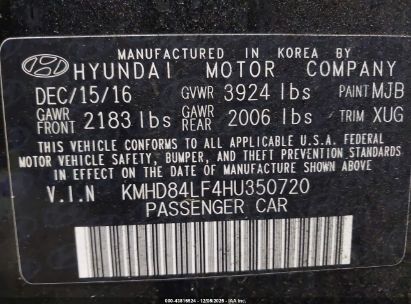 MANUFACTURED IN KOREA BY
HYUNDAI MOTOR COMPANY
DEC/15/16 GVWR 3924 lbs PAINT MJB
GAWR FRONT 2183 lbs GAWR REAR 2006 lbs TRIM XUG
THIS VEHICLE CONFORMS TO ALL APPLICABLE U.S.A. FEDERAL
MOTOR VEHICLE SAFETY, BUMPER, AND THEFT PREVENTION STANDARDS
IN EFFECT ON THE DATE OF MANUFACTURE SHOWN ABOVE.
V.I.N KMHD84LF4HU350720
PASSENGER CAR